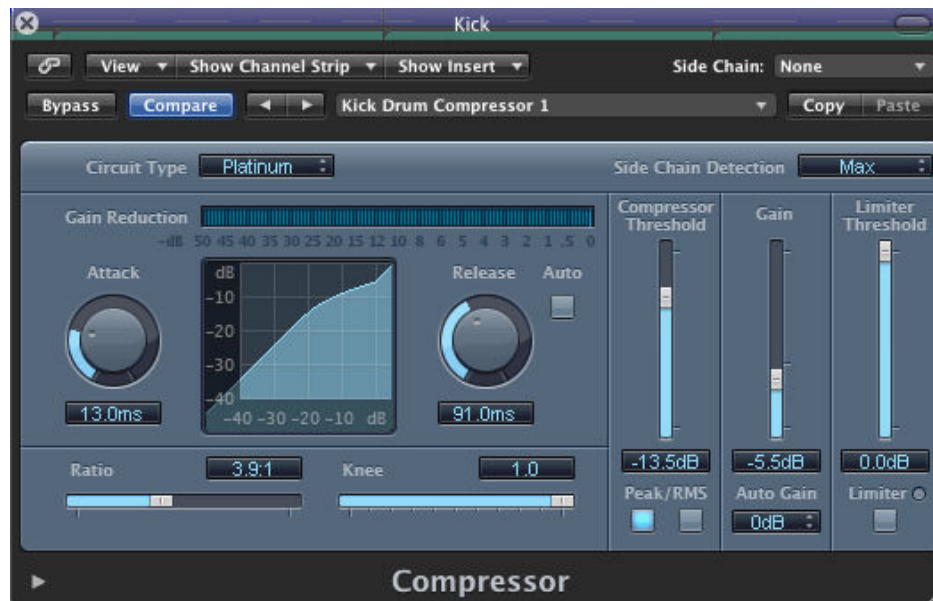 Kick
View Show Channel Strip Show Insert Side Chain: None
Bypass Compare Kick Drum Compressor 1 Copy Paste
Circuit Type Platinum Side Chain Detection Max
Gain Reduction
-dB 50 45 40 35 30 25 20 15 12 10 8 6 5 4 3 2 1 .5 0
Attack
13.0ms
dB
-10
-20
-30
-40
-40 -30 -20 -10 dB
Release Auto
91.0ms
Ratio 3.9:1 Knee 1.0
Compressor
Threshold
-13.5dB
Peak/RMS
Gain
-5.5dB
Auto Gain
0dB
Limiter
Threshold
0.0dB
Limiter
Compressor